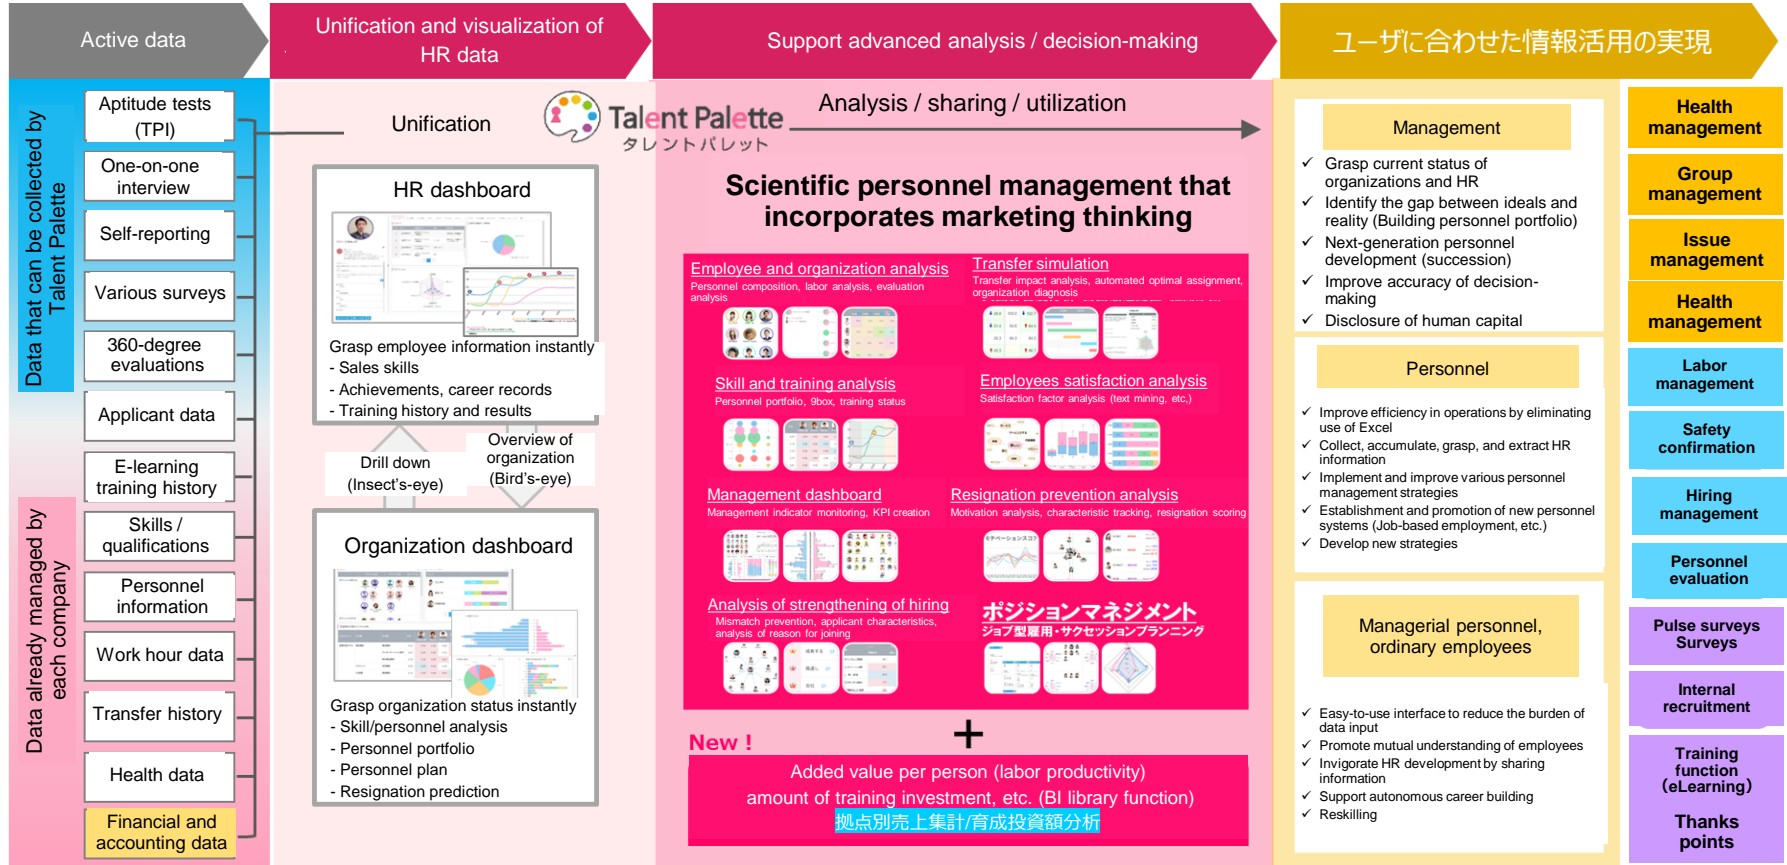 Active data
Unification and visualization of
HR data
Support advanced analysis / decision-making
ユーザに合わせた情報活用の実現
Data that can be collected by
Talent Palette
Data already managed by
each company
Aptitude tests
(TPI)
One-on-one
interview
Self-reporting
Various surveys
360-degree
evaluations
Applicant data
E-learning
training history
Skills /
qualifications
Personnel
information
Work hour data
Transfer history
Health data
Financial and
accounting data
Unification
Talent Palette
タレントパレット
Analysis / sharing / utilization
HR dashboard
Grasp employee information instantly
- Sales skills
- Achievements, career records
- Training history and results
Drill down
(Insect's-eye)
Overview of
organization
(Bird's-eye)
Organization dashboard
Grasp organization status instantly
- Skill/personnel analysis
- Personnel portfolio
- Personnel plan
- Resignation prediction
Scientific personnel management that
incorporates marketing thinking
Employee and organization analysis
Personnel composition, labor analysis, evaluation
analysis
Transfer simulation
Transfer impact analysis, automated optimal assignment,
organization diagnosis
Skill and training analysis
Personnel portfolio, 9box, training status
Employees satisfaction analysis
Satisfaction factor analysis (text mining, etc,)
Management dashboard
Management indicator monitoring, KPI creation
Resignation prevention analysis
Motivation analysis, characteristic tracking, resignation scoring
モチベーションスコア
Analysis of strengthening of hiring
Mismatch prevention, applicant characteristics,
analysis of reason for joining
ポジションマネジメント
ジョブ型雇用・サクセッションプランニング
+
New !
Added value per person (labor productivity)
amount of training investment, etc. (BI library function)
拠点別売上集計/育成投資額分析
Management
✓ Grasp current status of
organizations and HR
✓ Identify the gap between ideals and
reality (Building personnel portfolio)
✓ Next-generation personnel
development (succession)
✓ Improve accuracy of decision-
making
✓ Disclosure of human capital
Personnel
✓ Improve efficiency in operations by eliminating
use of Excel
✓ Collect, accumulate, grasp, and extract HR
information
✓ Implement and improve various personnel
management strategies
✓ Establishment and promotion of new personnel
systems (Job-based employment, etc.)
✓ Develop new strategies
Managerial personnel,
ordinary employees
✓ Easy-to-use interface to reduce the burden of
data input
✓ Promote mutual understanding of employees
✓ Invigorate HR development by sharing
information
✓ Support autonomous career building
✓ Reskilling
Health
management
Group
management
Issue
management
Health
management
Labor
management
Safety
confirmation
Hiring
management
Personnel
evaluation
Pulse surveys
Surveys
Internal
recruitment
Training
function
(eLearning)
Thanks
points